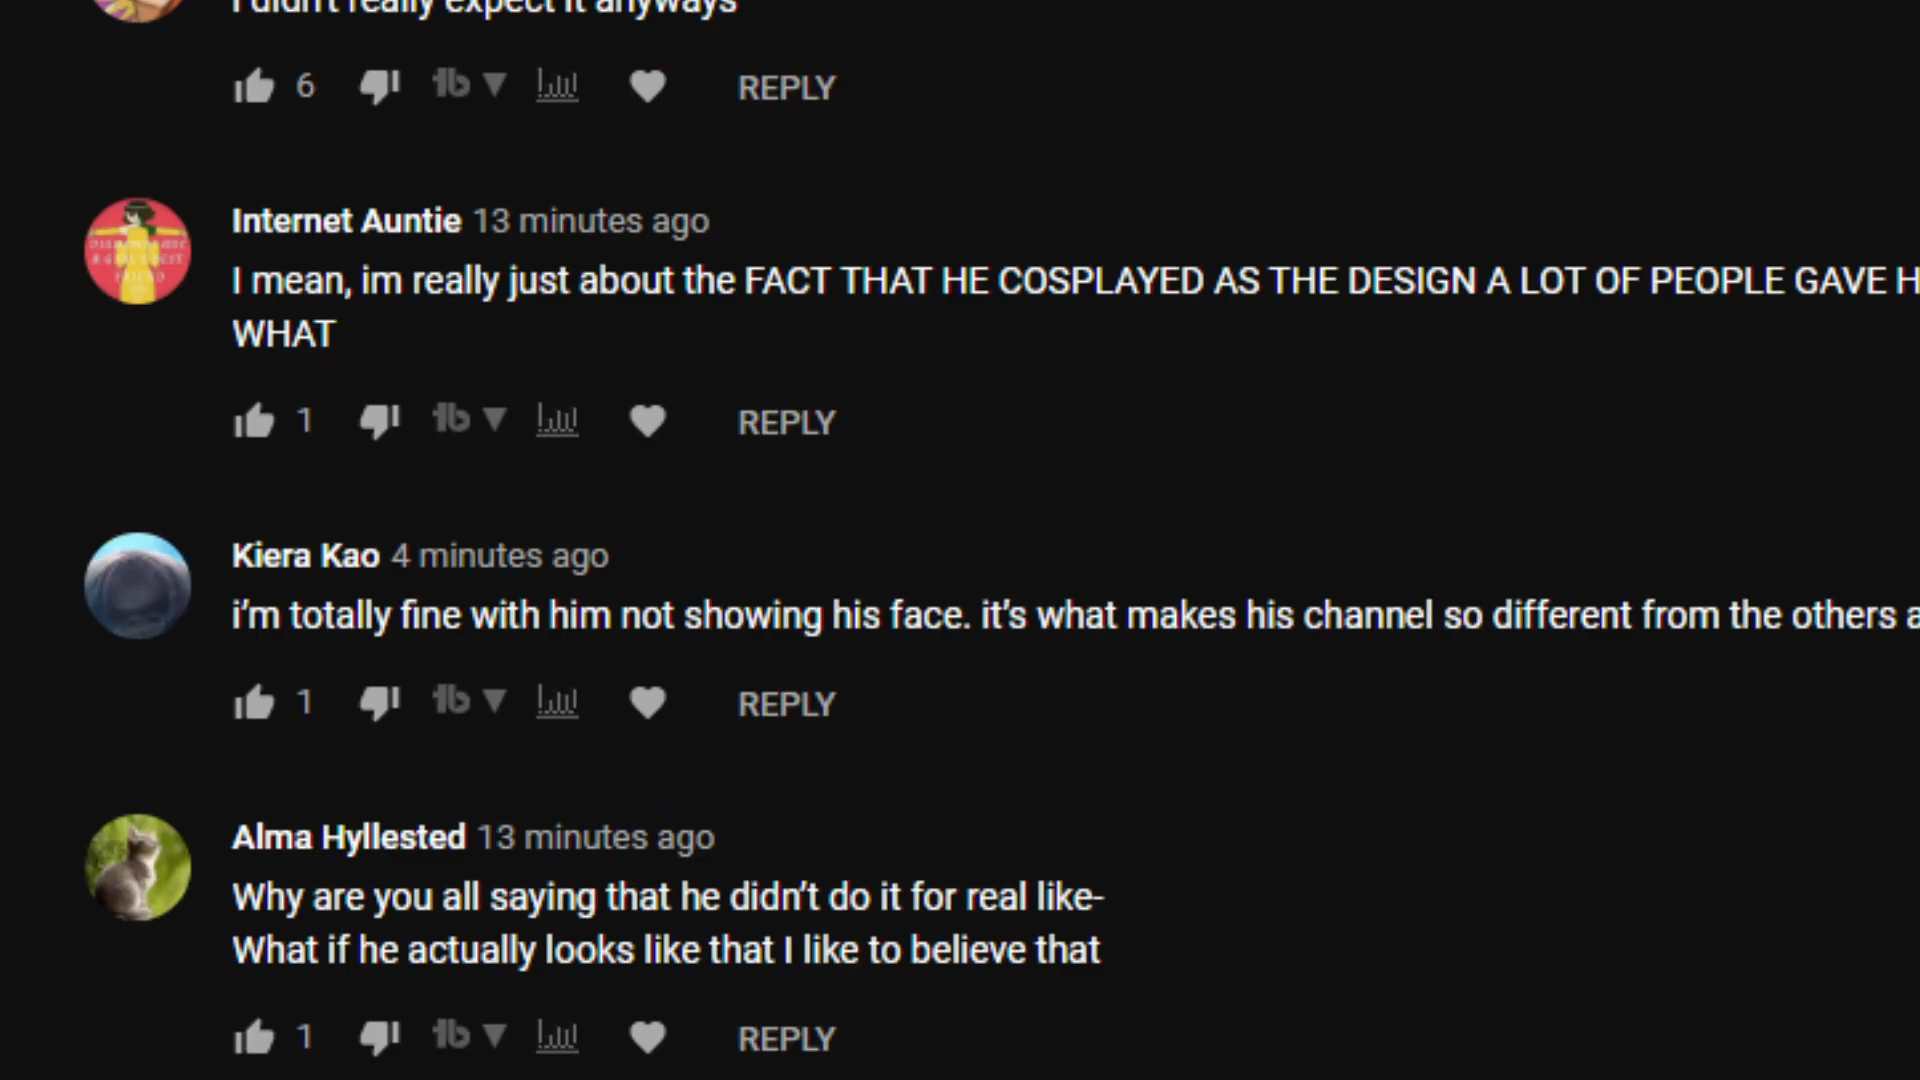 I didn't really expect it anyways
6 REPLY
Internet Auntie 13 minutes ago
I mean, im really just about the FACT THAT HE COSPLAYED AS THE DESIGN A LOT OF PEOPLE GAVE H
WHAT
1 REPLY
Kiera Kao 4 minutes ago
i'm totally fine with him not showing his face. it's what makes his channel so different from the others a
1 REPLY
Alma Hyllested 13 minutes ago
Why are you all saying that he didn't do it for real like-
What if he actually looks like that I like to believe that
1 REPLY